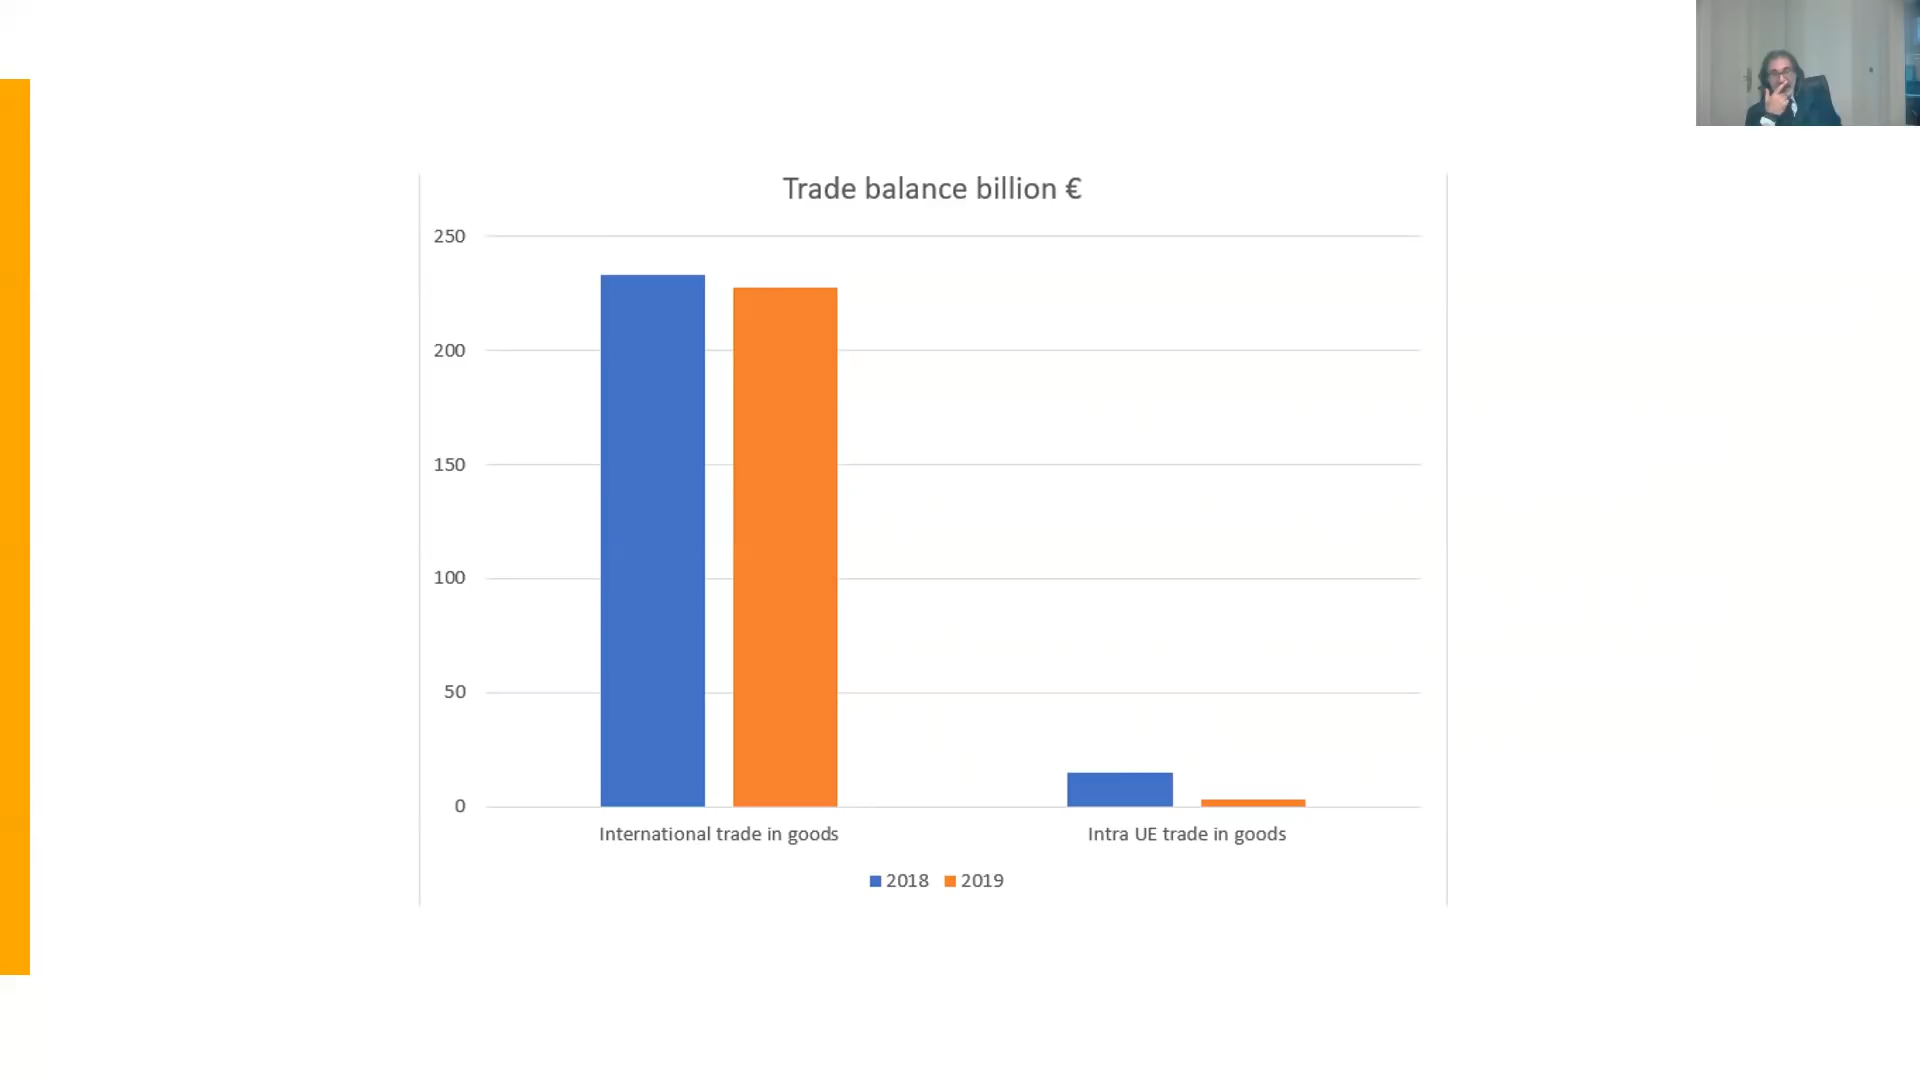 Trade balance billion €
250
200
150
100
50
0
International trade in goods
Intra UE trade in goods
2018 2019